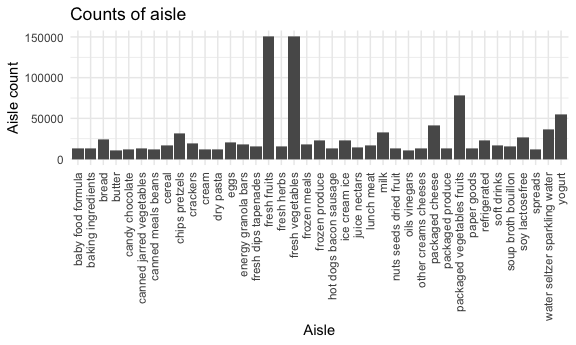 Counts of aisle
Aisle count
150000
100000
50000
0
baby food formula
baking ingredients
bread
butter
candy chocolate
canned jarred vegetables
canned meals beans
cereal
chips pretzels
crackers
cream
dry pasta
eggs
energy granola bars
fresh dips tapenades
fresh fruits
fresh herbs
fresh vegetables
frozen meals
frozen produce
hot dogs bacon sausage
ice cream ice
juice nectars
lunch meat
milk
nuts seeds dried fruit
oils vinegars
other creams cheeses
packaged cheese
packaged produce
packaged vegetables fruits
paper goods
refrigerated
soft drinks
soup broth bouillon
soy lactosefree
spreads
water seltzer sparkling water
yogurt
Aisle